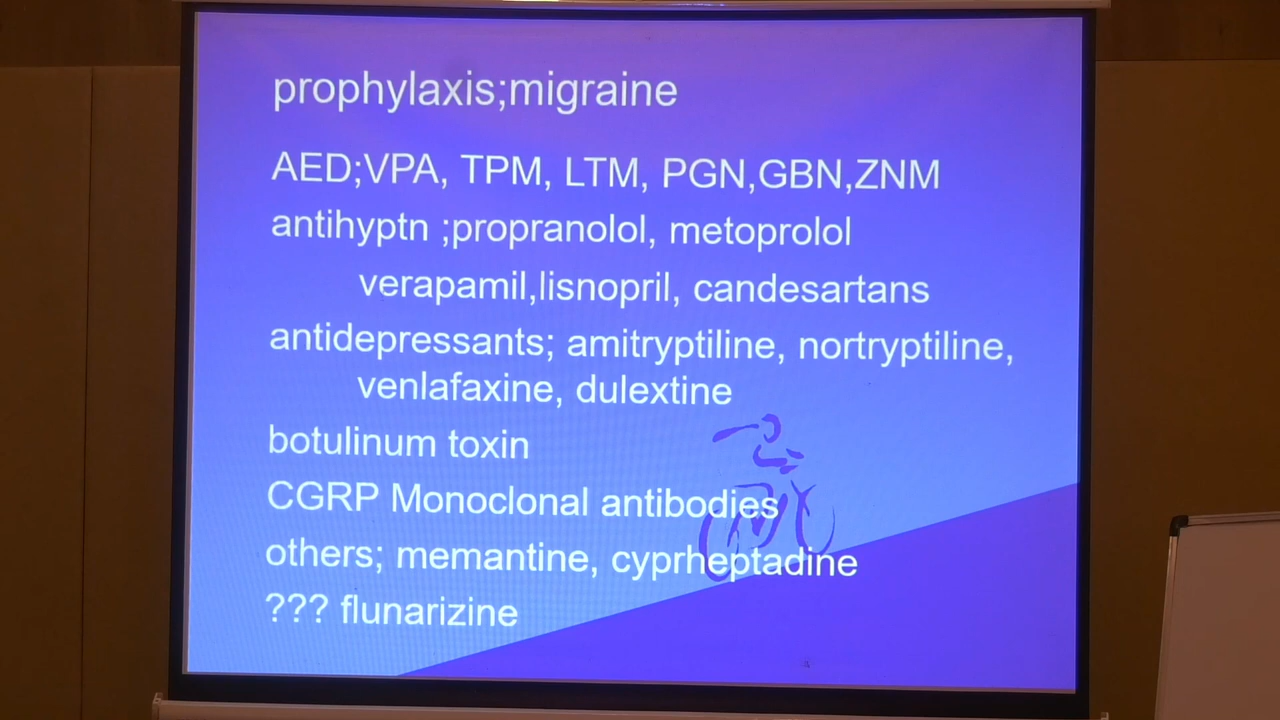 prophylaxis;migraine
AED;VPA, TPM, LTM, PGN,GBN,ZNM
antihyptn ;propranolol, metoprolol
verapamil,lisnopril, candesartans
antidepressants; amitryptiline, nortryptiline,
venlafaxine, dulextine
botulinum toxin
CGRP Monoclonal antibodies
others; memantine, cyprheptadine
??? flunarizine